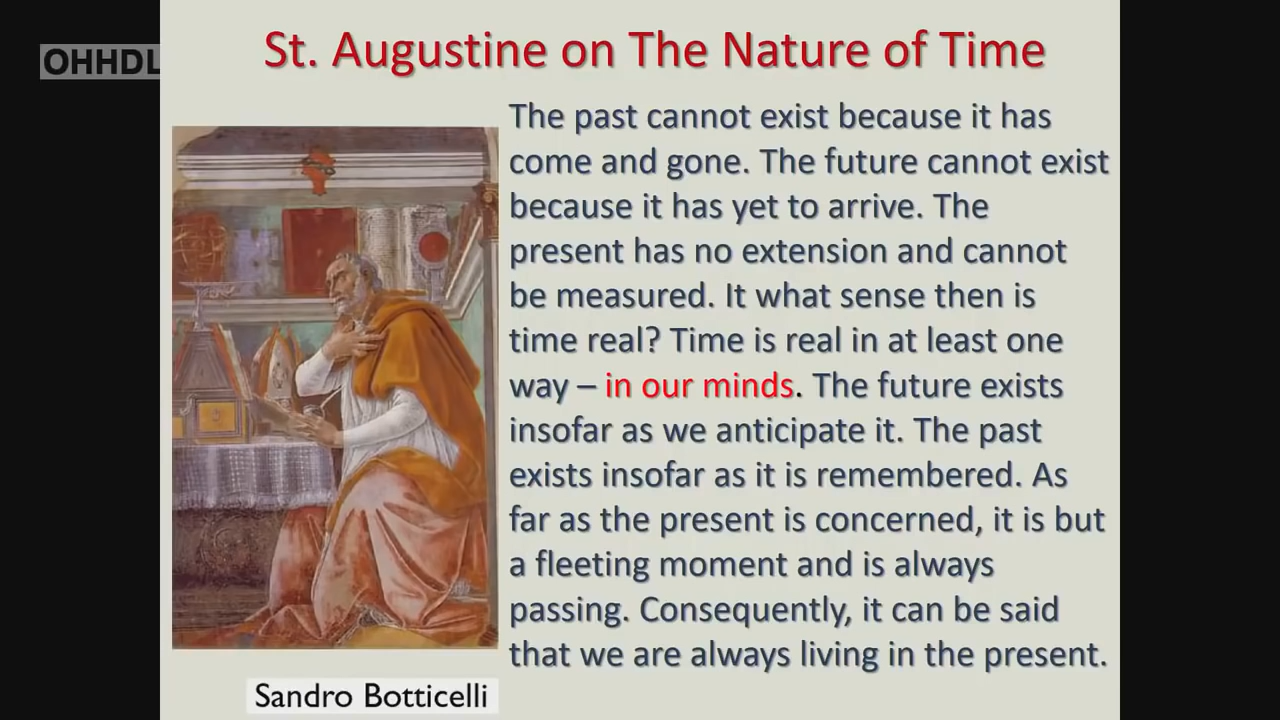 OHHDL
St. Augustine on The Nature of Time
The past cannot exist because it has
come and gone. The future cannot exist
because it has yet to arrive. The
present has no extension and cannot
be measured. It what sense then is
time real? Time is real in at least one
way – in our minds. The future exists
insofar as we anticipate it. The past
exists insofar as it is remembered. As
far as the present is concerned, it is but
a fleeting moment and is always
passing. Consequently, it can be said
that we are always living in the present.
Sandro Botticelli